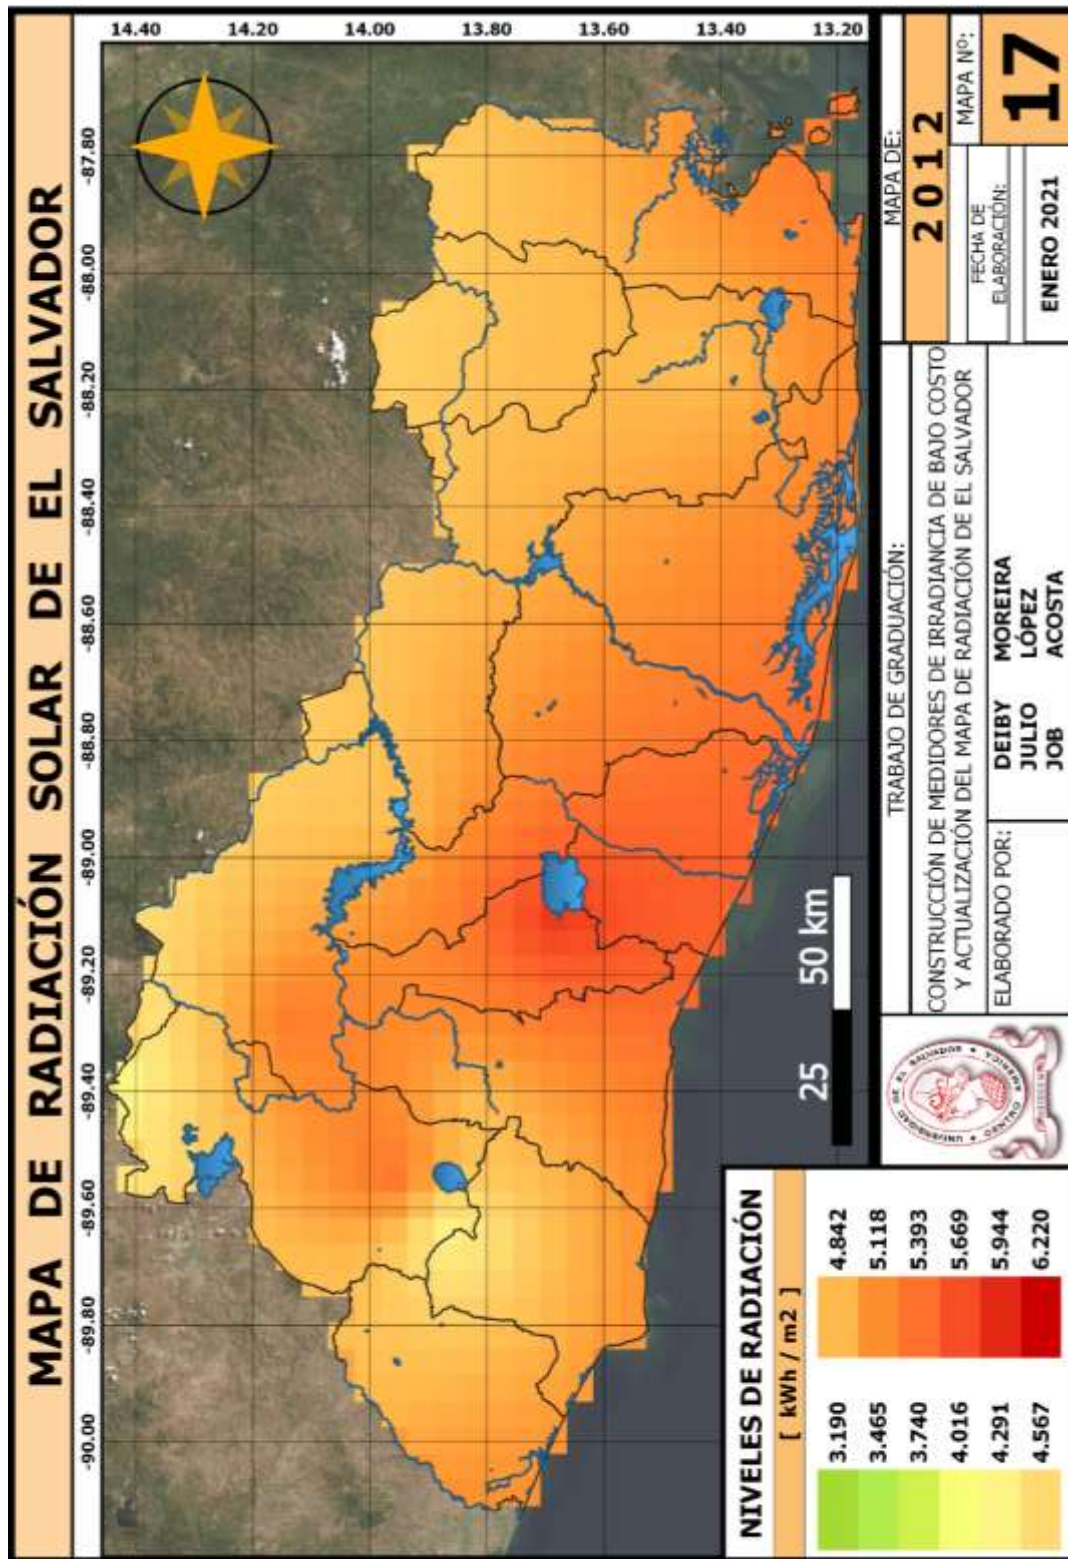 MAPA DE RADIACIÓN SOLAR DE EL SALVADOR
-90.00 -89.80 -89.60 -89.40 -89.20 -89.00 -88.80 -88.60 -88.40 -88.20 -88.00 -87.80
14.40
14.20
14.00
13.80
13.60
13.40
13.20
25 50 km
NIVELES DE RADIACIÓN
[ kWh / m2 ]
3.190 4.842
3.465 5.118
3.740 5.393
4.016 5.669
4.291 5.944
4.567 6.220
TRABAJO DE GRADUACIÓN:
CONSTRUCCIÓN DE MEDIDORES DE IRRADIANCIA DE BAJO COSTO
Y ACTUALIZACIÓN DEL MAPA DE RADIACIÓN DE EL SALVADOR
ELABORADO POR:
DEIBY MOREIRA
JULIO LÓPEZ
JOB ACOSTA
MAPA DE:
2012
FECHA DE
ELABORACIÓN:
ENERO 2021
MAPA Nº:
17